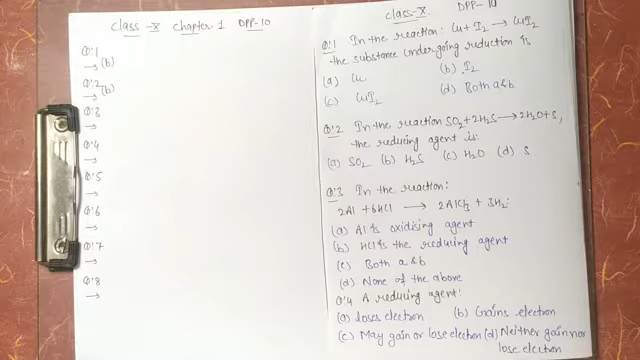 Class -X Chapter-1 DPP-10
Q:1
→ (b)
Q:2
→ (b)
Q:3
→
Q:4
→
Q:5
→
Q:6
→
Q:7
→
Q:8
→
Class-X. DPP-10
Q:1 In the reaction: Cu + I2 → CuI2
the substance undergoing reduction is
(a) Cu (b) I2
(c) CuI2 (d) Both a&b
Q:2 In the reaction SO2+2H2S → 2H2O+S,
the reducing agent is:
(a) SO2 (b) H2S (c) H2O (d) S
Q:3 In the reaction:
2Al + 6HCl → 2AlCl3 + 3H2:
(a) Al is oxidising agent
(b) HCl is the reducing agent
(c) Both a&b
(d) None of the above
Q:4 A reducing agent:
(a) loses electron (b) Gains electron
(c) May gain or lose electron (d) Neither gain nor
lose electron